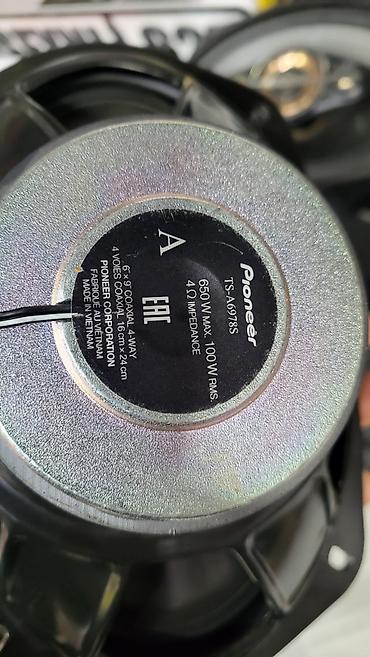 Pioneer
TS-A6978S
650 W MAX. 100 W RMS
4 Ω IMPEDANCE
A
EAC
6" × 9" COAXIAL 4-WAY
4 VOIES COAXIAL 16 cm × 24 cm
PIONEER CORPORATION
FABRIQUÉ AU VIÊTNAM
MADE IN VIETNAM